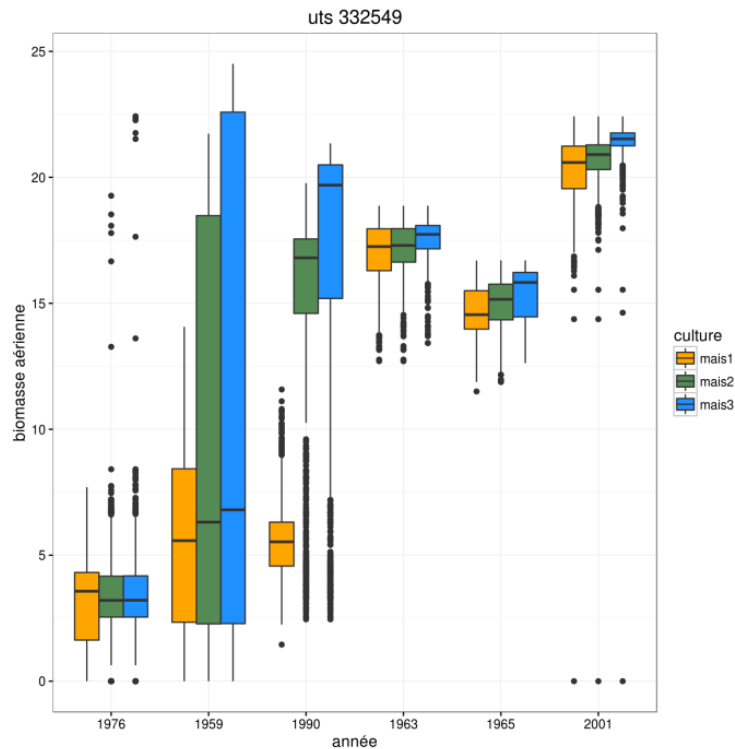 uts 332549
25
20
15
10
5
0
biomasse aérienne
1976 1959 1990 1963 1965 2001
année
culture
mais1
mais2
mais3